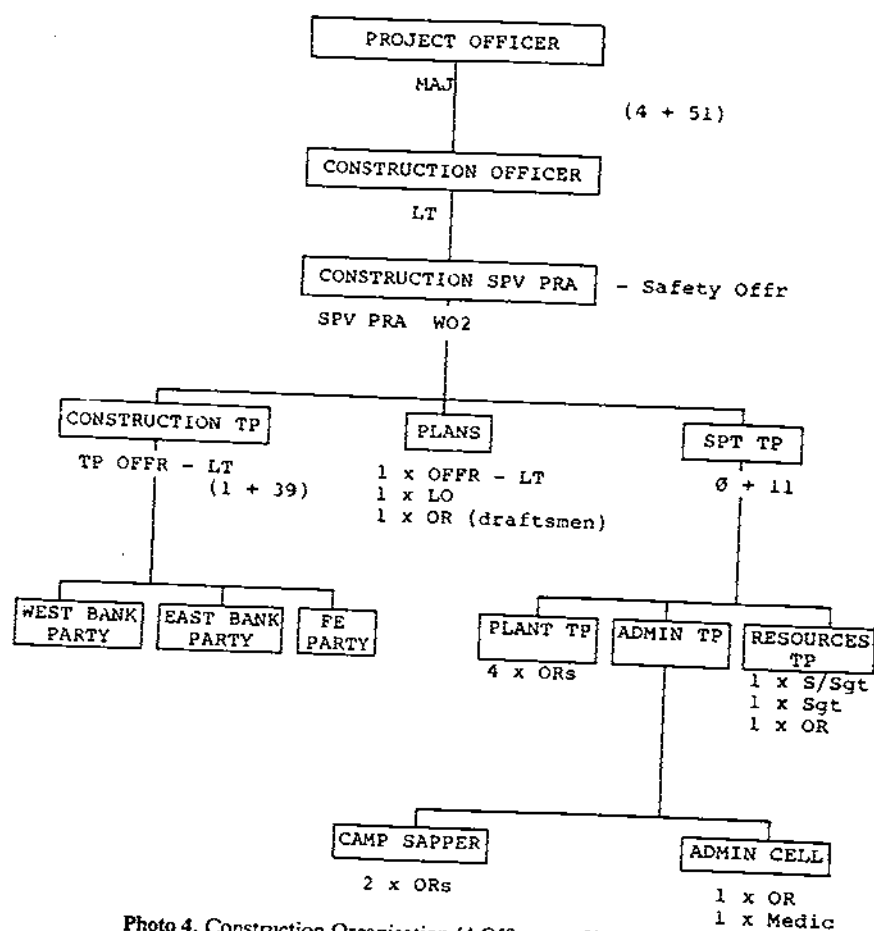 PROJECT OFFICER
MAJ
(4 + 51)
CONSTRUCTION OFFICER
LT
CONSTRUCTION SPV PRA - Safety Offr
SPV PRA WO2
CONSTRUCTION TP
TP OFFR - LT
(1 + 39)
PLANS
1 x OFFR - LT
1 x LO
1 x OR (draftsmen)
SPT TP
Ø + 11
WEST BANK
PARTY
EAST BANK
PARTY
FE
PARTY
PLANT TP
4 x ORs
ADMIN TP
RESOURCES
TP
1 x S/Sgt
1 x Sgt
1 x OR
CAMP SAPPER
2 x ORs
ADMIN CELL
1 x OR
1 x Medic
Photo 4. Construction Organisation (4